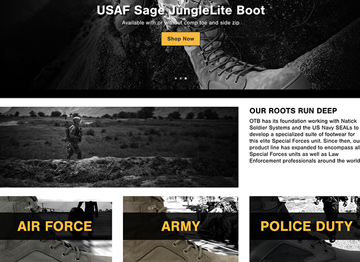 USAF Sage JungleLite Boot
Available with or without comp toe and side zip
Shop Now
OUR ROOTS RUN DEEP
OTB has its foundation working with Natick
Soldier Systems and the US Navy SEALs to
develop a specialized suite of footwear for
this elite Special Forces unit. Since then, our
product line has expanded to encompass all
Special Forces units as well as Law
Enforcement professionals around the world
AIR FORCE
ARMY
POLICE DUTY